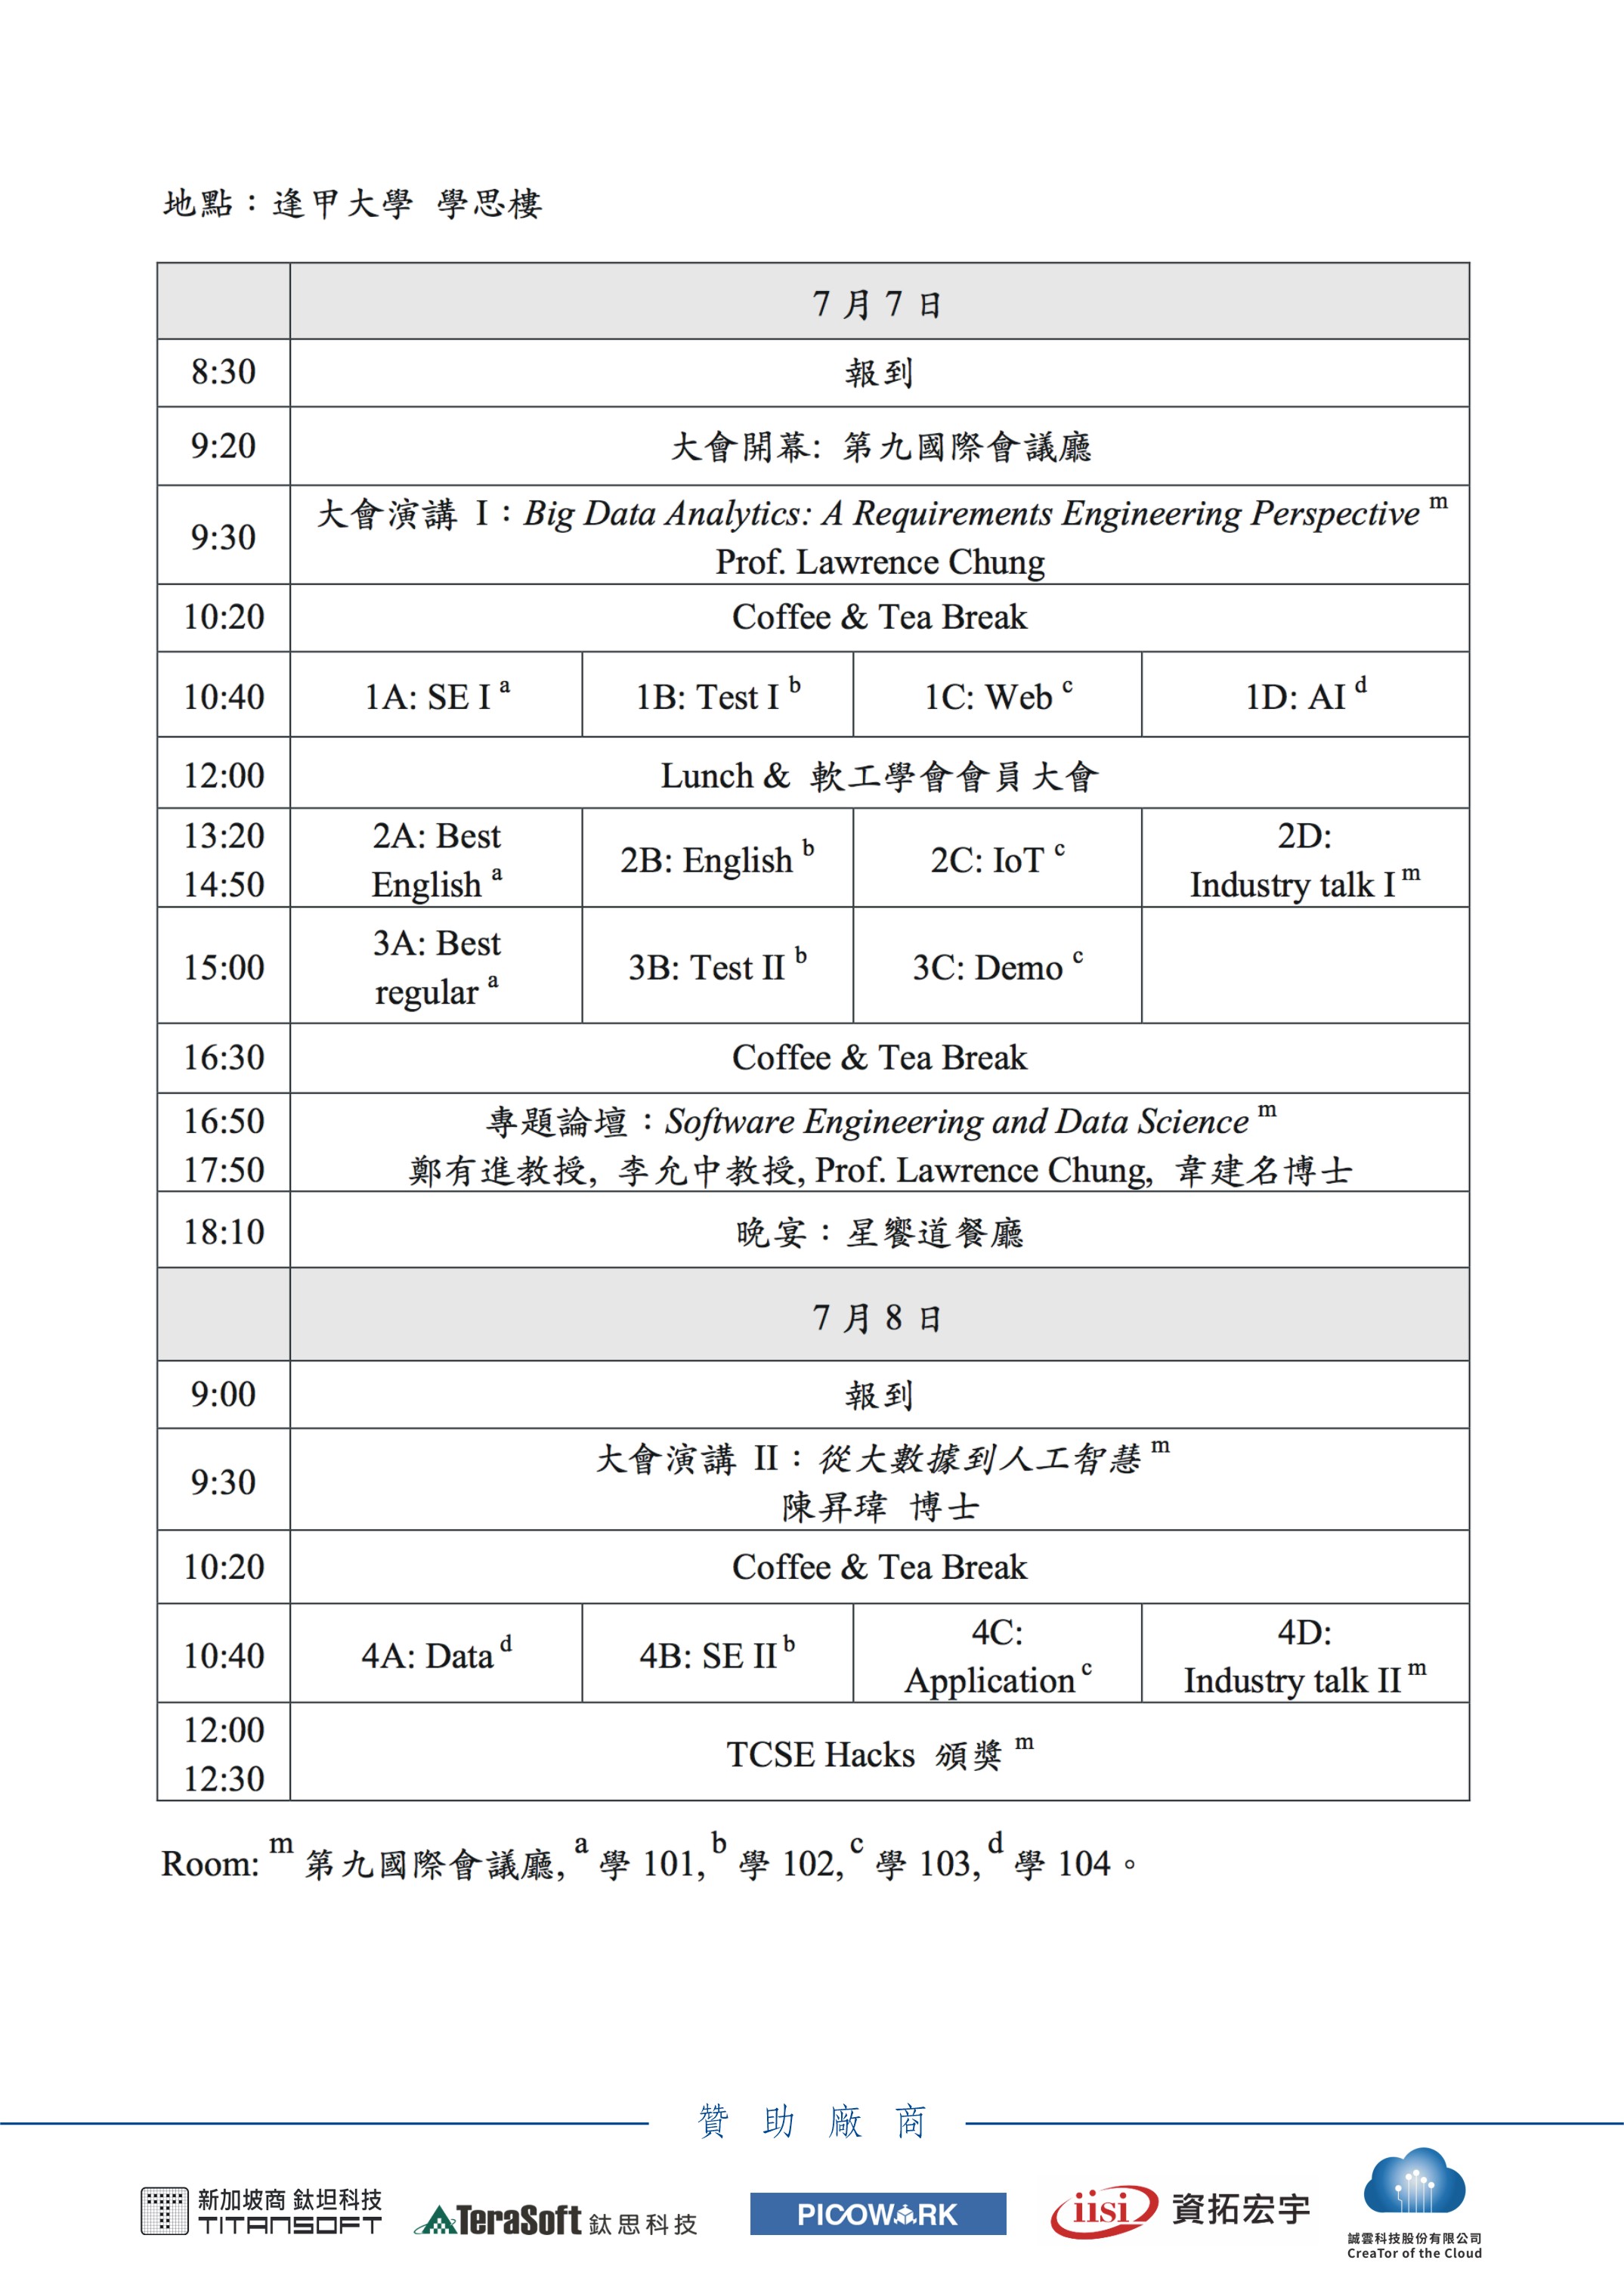 地點：逢甲大學 學思樓
7 月 7 日
8:30 報到
9:20 大會開幕: 第九國際會議廳
9:30 大會演講 I：Big Data Analytics: A Requirements Engineering Perspective m
Prof. Lawrence Chung
10:20 Coffee & Tea Break
10:40 1A: SE I a 1B: Test I b 1C: Web c 1D: AI d
12:00 Lunch & 軟工學會會員大會
13:20
14:50
2A: Best
English a
2B: English b
2C: IoT c
2D:
Industry talk I m
15:00
3A: Best
regular a
3B: Test II b
3C: Demo c
16:30 Coffee & Tea Break
16:50
17:50
專題論壇：Software Engineering and Data Science m
鄭有進教授, 李允中教授, Prof. Lawrence Chung, 韋建名博士
18:10 晚宴：星饗道餐廳
7 月 8 日
9:00 報到
9:30
大會演講 II：從大數據到人工智慧 m
陳昇瑋 博士
10:20 Coffee & Tea Break
10:40
4A: Data d
4B: SE II b
4C:
Application c
4D:
Industry talk II m
12:00
12:30
TCSE Hacks 頒獎 m
Room: m 第九國際會議廳, a 學 101, b 學 102, c 學 103, d 學 104。
贊助廠商
新加坡商 鈦坦科技
TITANSOFT
TeraSoft 鈦思科技
PICOWORK
iisi 資拓宏宇
誠雲科技股份有限公司
CreaTor of the Cloud